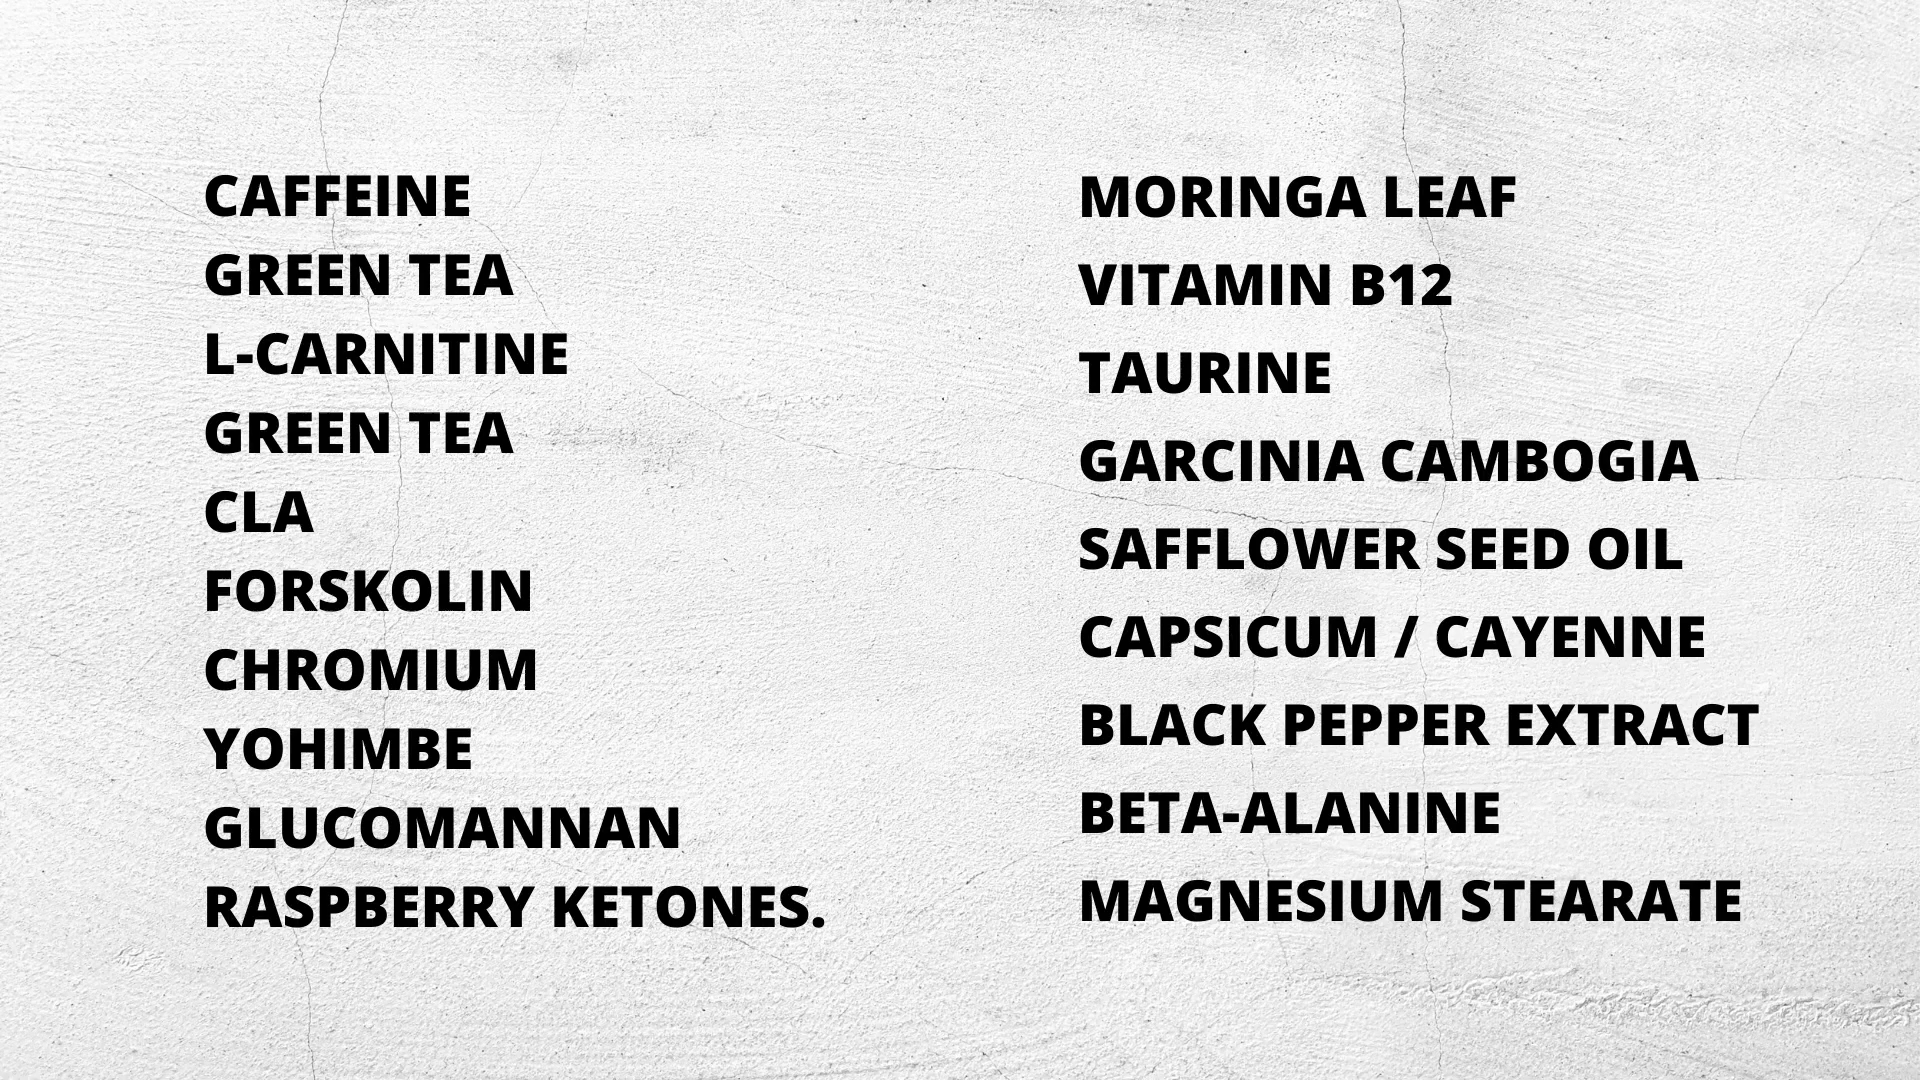 CAFFEINE
GREEN TEA
L-CARNITINE
GREEN TEA
CLA
FORSKOLIN
CHROMIUM
YOHIMBE
GLUCOMANNAN
RASPBERRY KETONES.
MORINGA LEAF
VITAMIN B12
TAURINE
GARCINIA CAMBOGIA
SAFFLOWER SEED OIL
CAPSICUM / CAYENNE
BLACK PEPPER EXTRACT
BETA-ALANINE
MAGNESIUM STEARATE